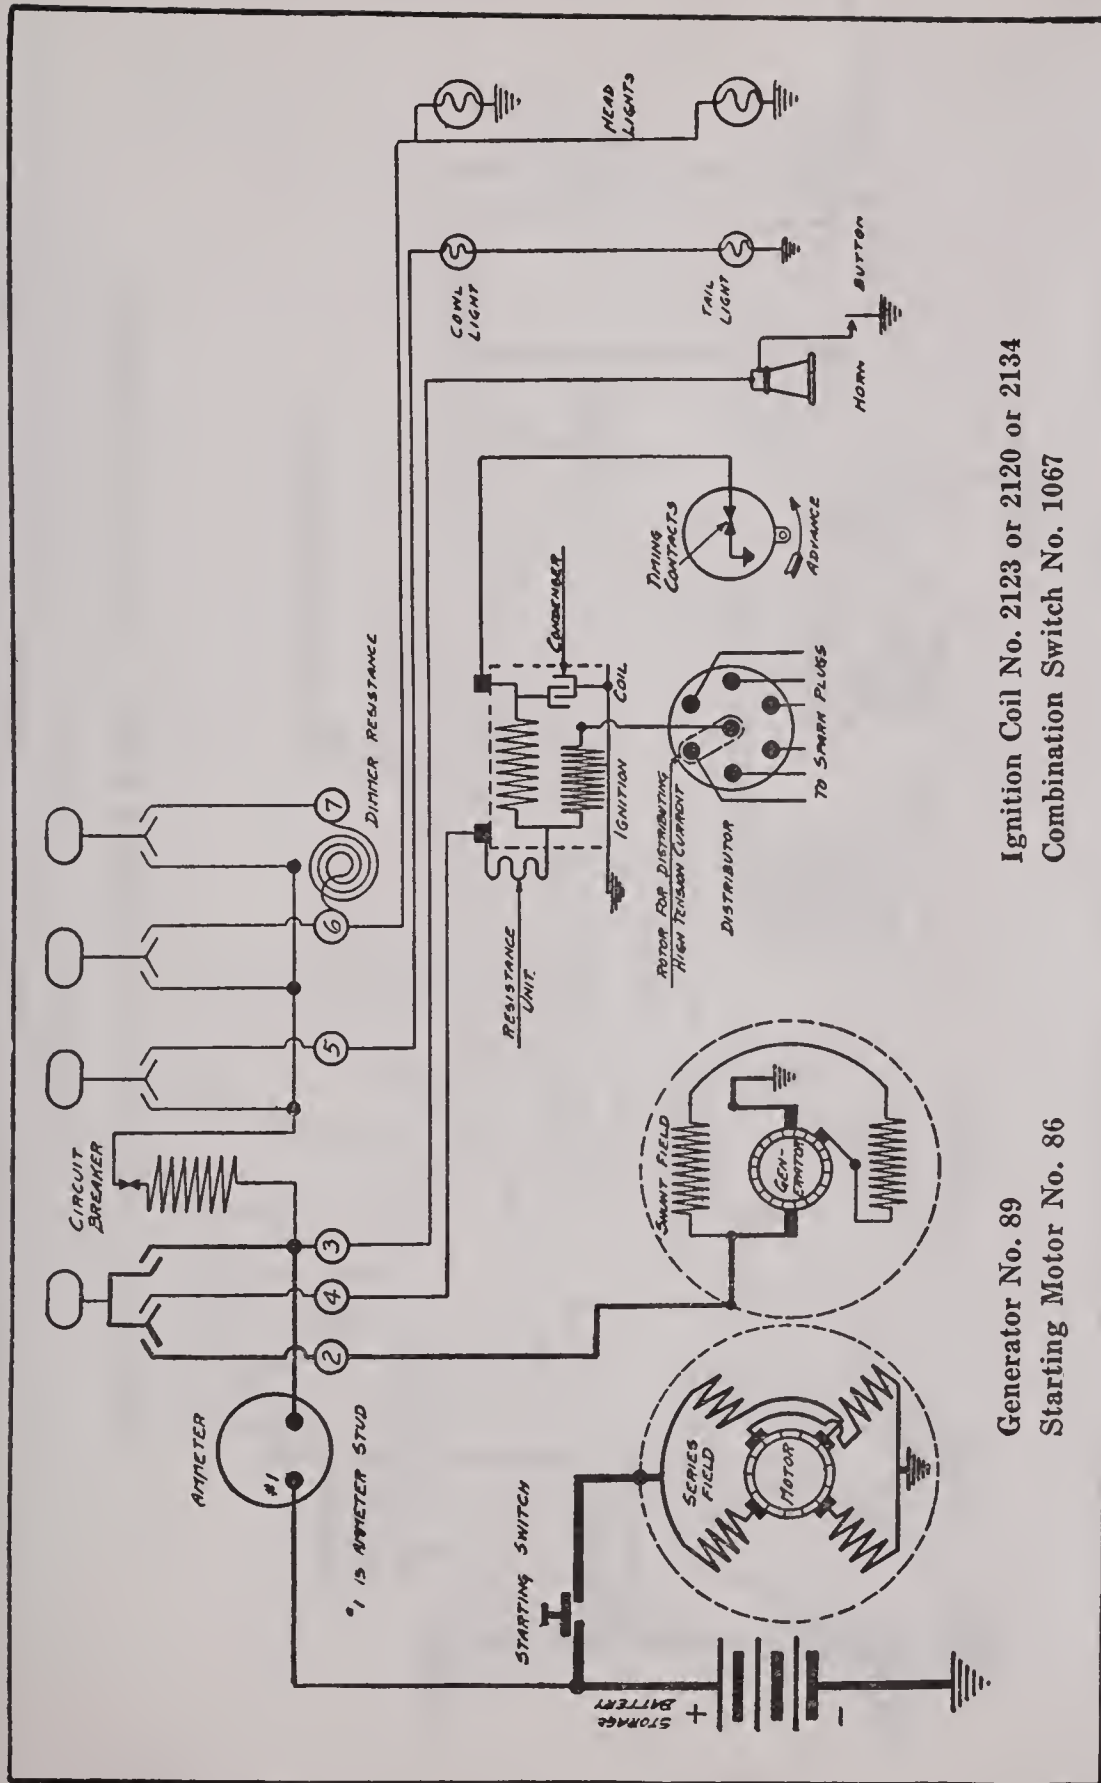 AMMETER
#1
#1 IS AMMETER STUD
CIRCUIT
BREAKER
2
4
3
5
6
7
DIMMER RESISTANCE
STARTING SWITCH
STORAGE
BATTERY
+
-
SERIES
FIELD
MOTOR
SHUNT FIELD
GEN-
ERATOR
RESISTANCE
UNIT.
IGNITION COIL
CONDENSER
ROTOR FOR DISTRIBUTING
HIGH TENSION CURRENT
DISTRIBUTOR
TO SPARK PLUGS
TIMING
CONTACTS
ADVANCE
COWL
LIGHT
TAIL
LIGHT
HEAD
LIGHTS
HORN
BUTTON
Generator No. 89
Starting Motor No. 86
Ignition Coil No. 2123 or 2120 or 2134
Combination Switch No. 1067